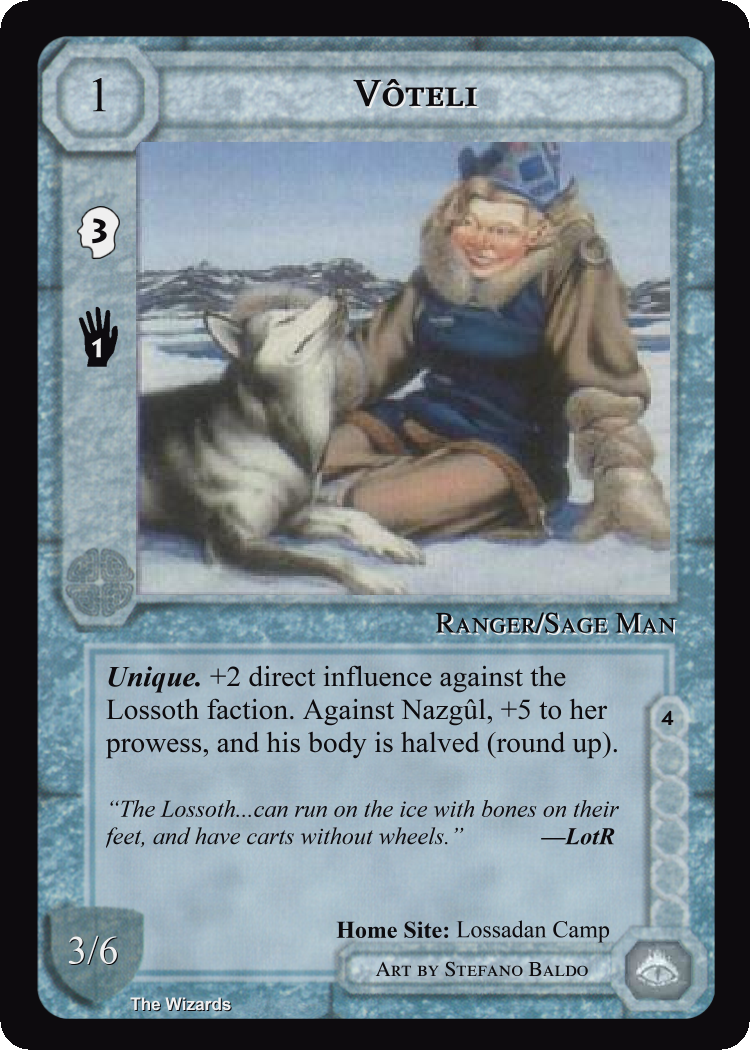 1
VÔTELI
3
1
RANGER/SAGE MAN
Unique. +2 direct influence against the
Lossoth faction. Against Nazgûl, +5 to her
prowess, and his body is halved (round up).
4
“The Lossoth...can run on the ice with bones on their
feet, and have carts without wheels.” —LotR
Home Site: Lossadan Camp
3/6
ART BY STEFANO BALDO
The Wizards